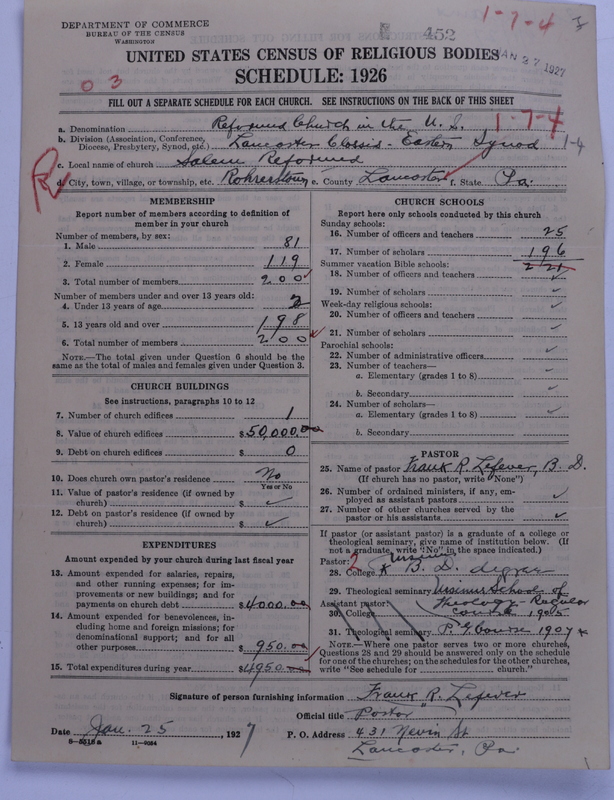 DEPARTMENT OF COMMERCE
BUREAU OF THE CENSUS
WASHINGTON
452
1-7-4
JAN 27 1927
UNITED STATES CENSUS OF RELIGIOUS BODIES
SCHEDULE: 1926
0 3
FILL OUT A SEPARATE SCHEDULE FOR EACH CHURCH. SEE INSTRUCTIONS ON THE BACK OF THIS SHEET
1-7-4
a. Denomination Reformed Church in the U. S.
b. Division (Association, Conference, Diocese, Presbytery, Synod, etc.) Lancaster Classis - Eastern Synod 1-4
c. Local name of church Salem Reformed
d. City, town, village, or township, etc. Rohrerstown e. County Lancaster f. State Pa.
MEMBERSHIP
Report number of members according to definition of
member in your church
Number of members, by sex:
1. Male 81
2. Female 119
3. Total number of members 200
Number of members under and over 13 years old:
4. Under 13 years of age 2
5. 13 years old and over 198
6. Total number of members 200
NOTE.—The total given under Question 6 should be
same as the total of males and females given under Question 3.
CHURCH BUILDINGS
See instructions, paragraphs 10 to 12
7. Number of church edifices 1
8. Value of church edifices $50,000.00
9. Debt on church edifices $ 0
10. Does church own pastor's residence? No
Yes or No
11. Value of pastor's residence (if owned by
church) $ ✓
12. Debt on pastor's residence (if owned by
church) $ ✓
EXPENDITURES
Amount expended by your church during last fiscal year
13. Amount expended for salaries, repairs,
and other running expenses; for im-
provements or new buildings; and for
payments on church debt $4000.00
14. Amount expended for benevolences, in-
cluding home and foreign missions; for
denominational support; and for all
other purposes $ 950.00
15. Total expenditures during year $4950.00
CHURCH SCHOOLS
Report here only schools conducted by this church
Sunday schools:
16. Number of officers and teachers 25
17. Number of scholars 196
221
Summer vacation Bible schools:
18. Number of officers and teachers ✓
19. Number of scholars ✓
Week-day religious schools:
20. Number of officers and teachers ✓
21. Number of scholars ✓
Parochial schools:
22. Number of administrative officers ✓
23. Number of teachers—
a. Elementary (grades 1 to 8) ✓
b. Secondary ✓
24. Number of scholars—
a. Elementary (grades 1 to 8) ✓
b. Secondary
PASTOR
25. Name of pastor Frank R. Lefever, B. D.
(If church has no pastor, write "None")
26. Number of ordained ministers, if any, em-
ployed as assistant pastors ✓
27. Number of other churches served by the
pastor or his assistants ✓
If pastor (or assistant pastor) is a graduate of a college or
theological seminary, give name of institution below. (If
not a graduate, write "No" in the space indicated.)
Pastor: 2 Ursinus
28. College * B. D. degree
29. Theological seminary Ursinus School of
Assistant pastor: Theology - Regular
30. College course 1905
31. Theological seminary P. G. Course 1907 *
NOTE.—Where one pastor serves two or more churches,
Questions 28 and 29 should be answered only on the schedule
for one of the churches; on the schedules for the other churches,
write "See schedule for ______ church."
Signature of person furnishing information Frank R. Lefever
Official title Pastor
Date Jan. 25, 1927 P. O. Address 431 Nevin St
Lancaster, Pa.
8-5518a 11-9054